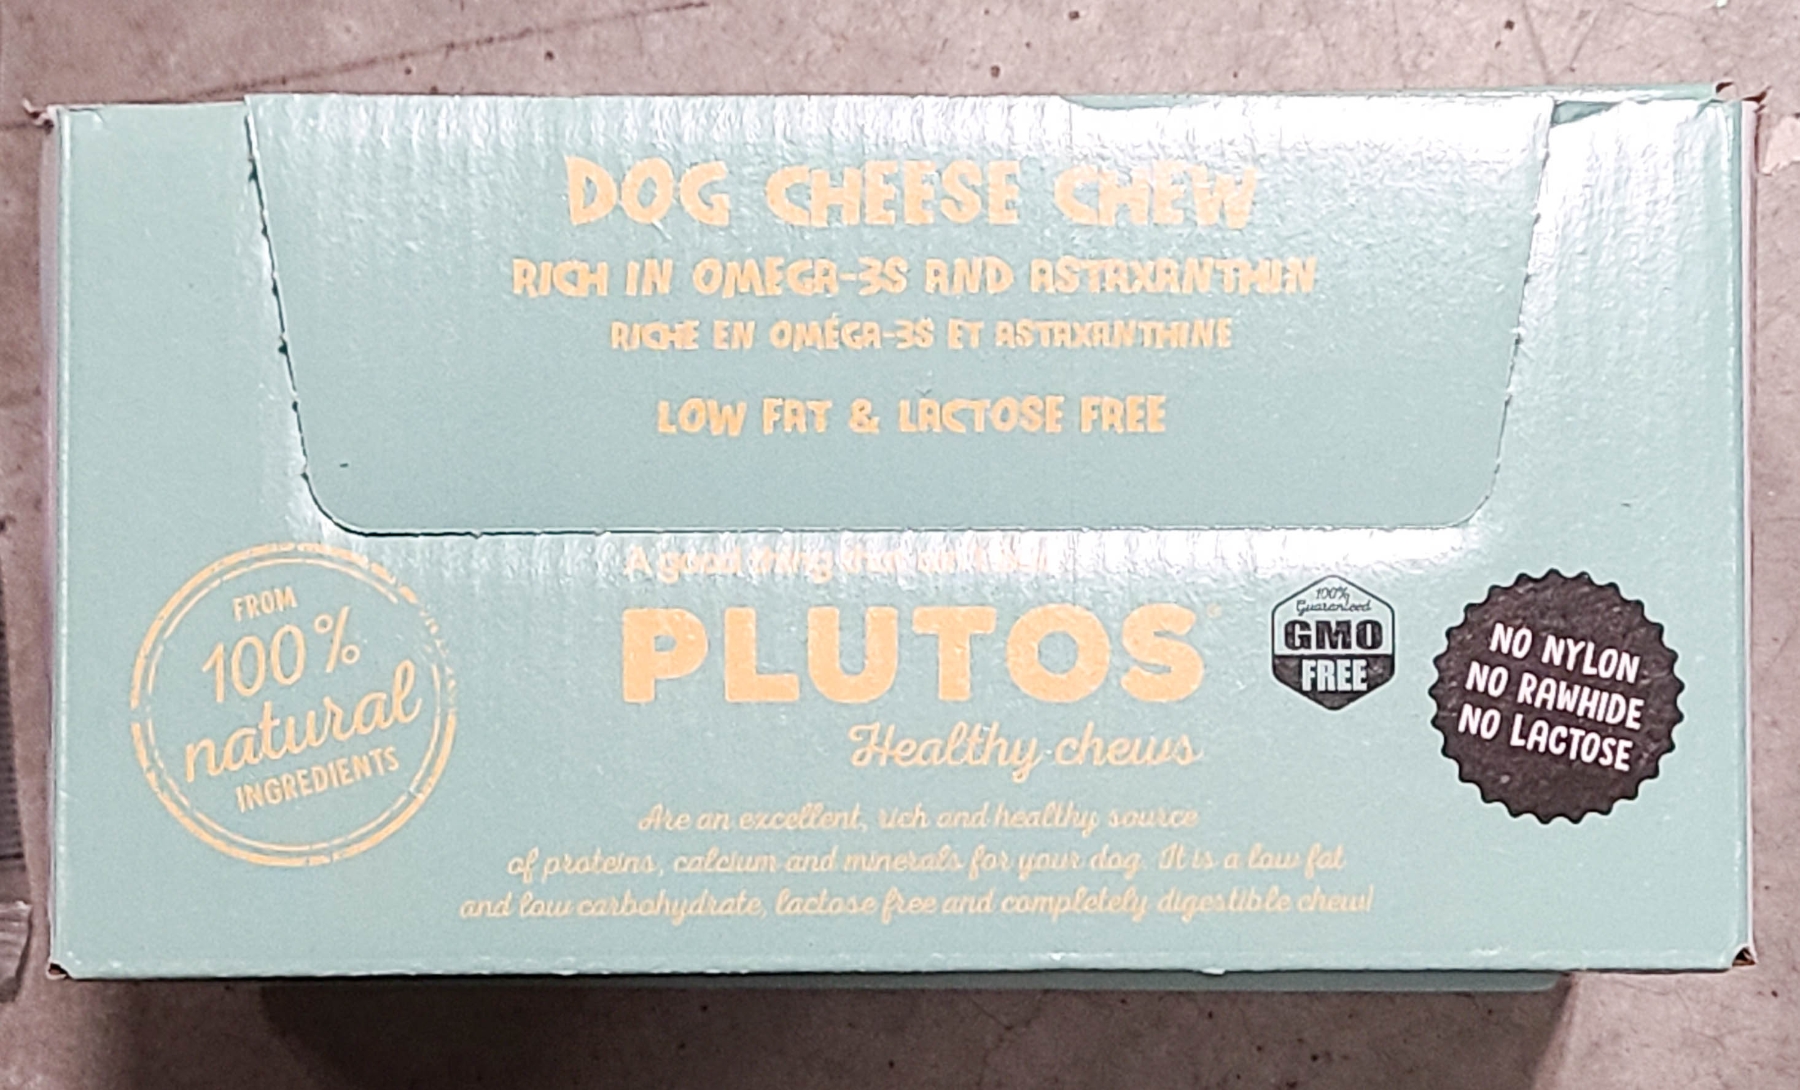 DOG CHEESE CHEW
RICH IN OMEGA-3S AND ASTAXANTHIN
RICHE EN OMÉGA-3S ET ASTAXANTHINE
LOW FAT & LACTOSE FREE
A good thing that
PLUTOS
Healthy chews
Are an excellent, rich and healthy source
of proteins, calcium and minerals for your dog. It is a low fat
and low carbohydrate, lactose free and completely digestible chew!
FROM
100%
natural
INGREDIENTS
100%
Guaranteed
GMO
FREE
NO NYLON
NO RAWHIDE
NO LACTOSE